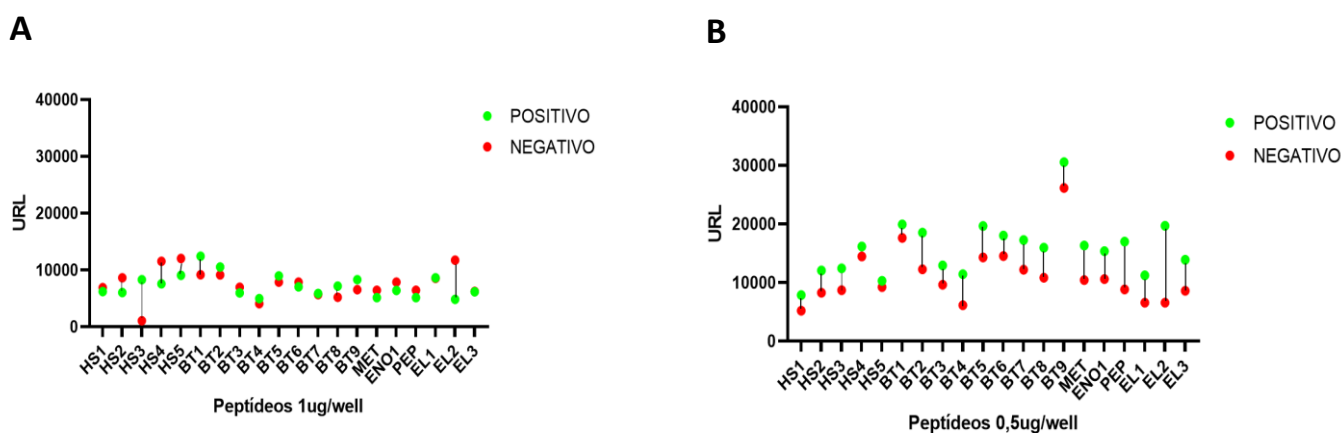 A
40000
30000
20000
10000
0
URL
HS1 HS2 HS3 HS4 HS5 BT1 BT2 BT3 BT4 BT5 BT6 BT7 BT8 BT9 MET ENO1 PEP EL1 EL2 EL3
Peptídeos 1ug/well
POSITIVO
NEGATIVO
B
40000
30000
20000
10000
0
URL
HS1 HS2 HS3 HS4 HS5 BT1 BT2 BT3 BT4 BT5 BT6 BT7 BT8 BT9 MET ENO1 PEP EL1 EL2 EL3
Peptídeos 0,5ug/well
POSITIVO
NEGATIVO